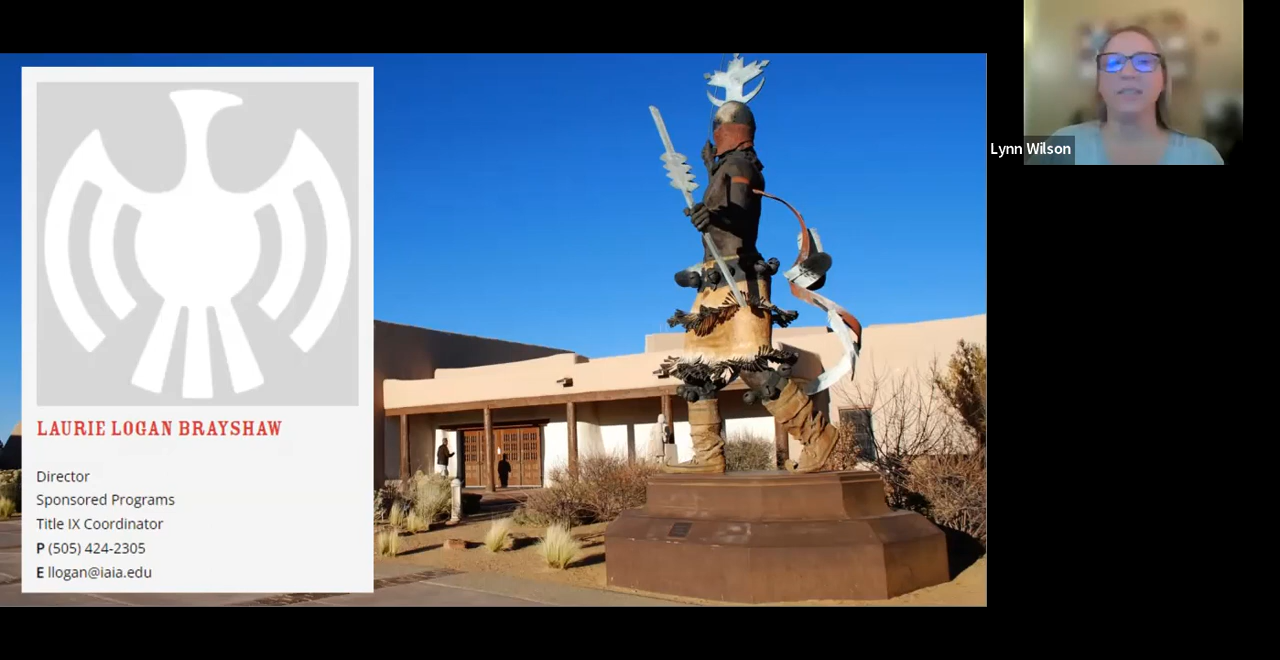 LAURIE LOGAN BRAYSHAW
Director
Sponsored Programs
Title IX Coordinator
P (505) 424-2305
E llogan@iaia.edu
Lynn Wilson